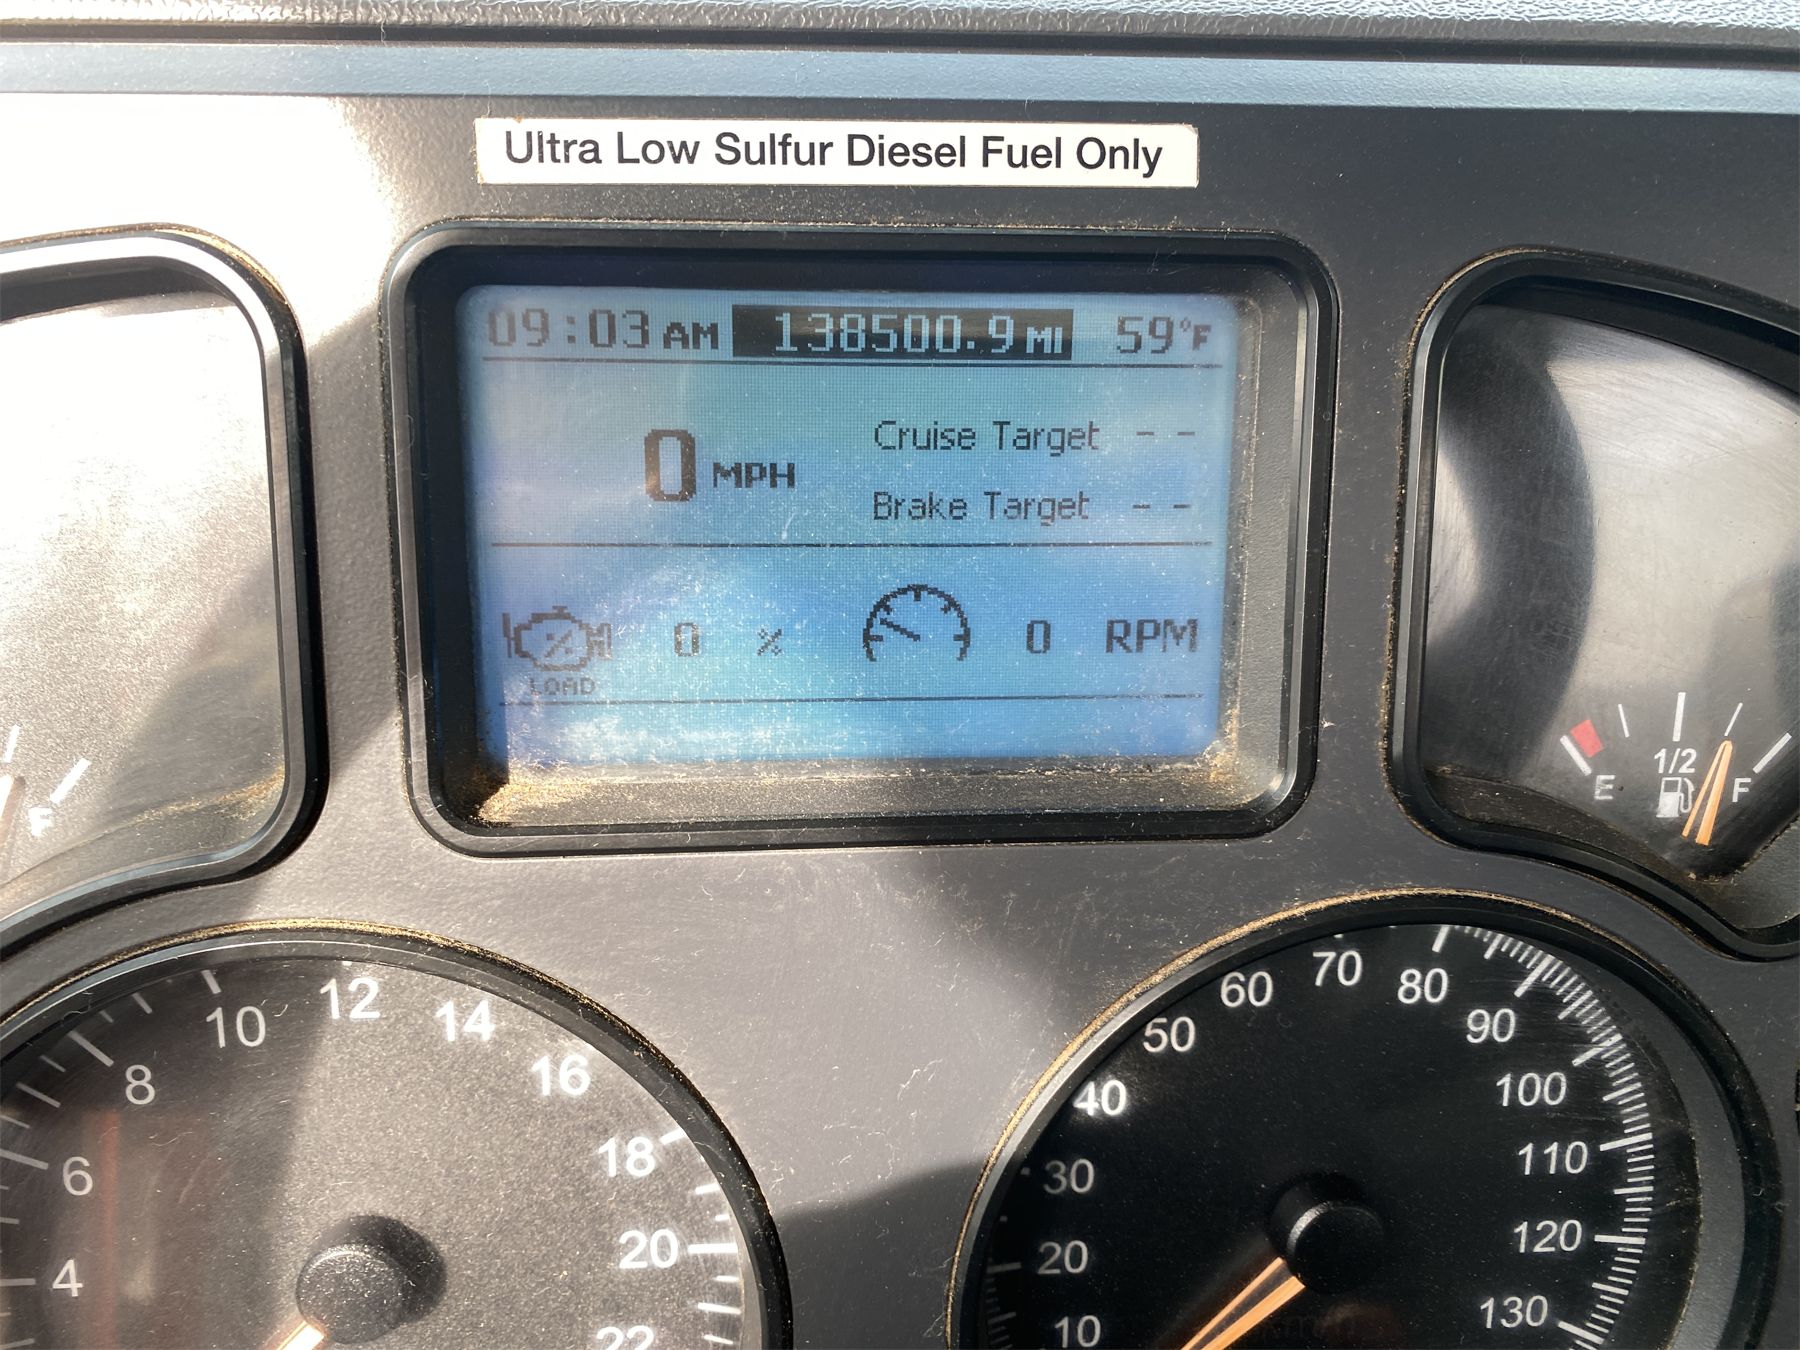 Ultra Low Sulfur Diesel Fuel Only
09:03 AM 138500.9 MI 59°F
0 MPH
Cruise Target - -
Brake Target - -
% 0 % 0 RPM
LOAD
F
E 1/2 F
4 6 8 10 12 14 16 18 20 22
10 20 30 40 50 60 70 80 90 100 110 120 130